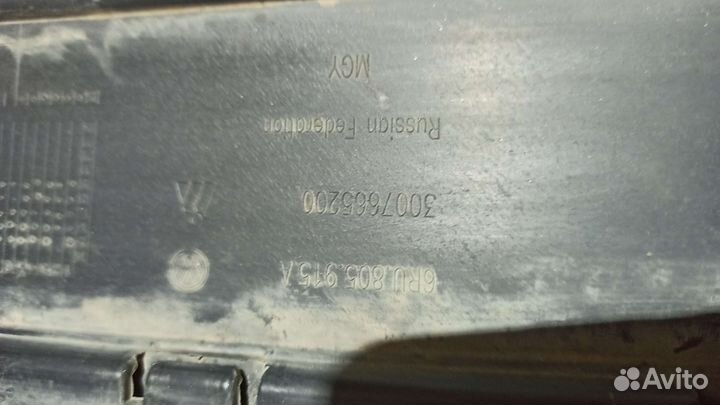 6RU.805.915.A
3007665200
Russian Federation
MGY
Avito